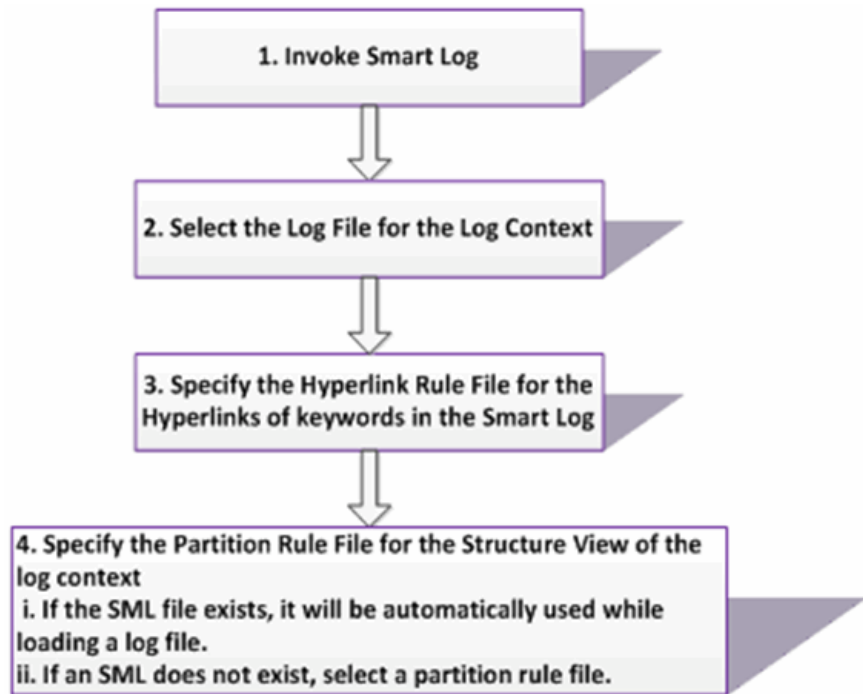 1. Invoke Smart Log
2. Select the Log File for the Log Context
3. Specify the Hyperlink Rule File for the
Hyperlinks of keywords in the Smart Log
4. Specify the Partition Rule File for the Structure View of the
log context
i. If the SML file exists, it will be automatically used while
loading a log file.
ii. If an SML does not exist, select a partition rule file.